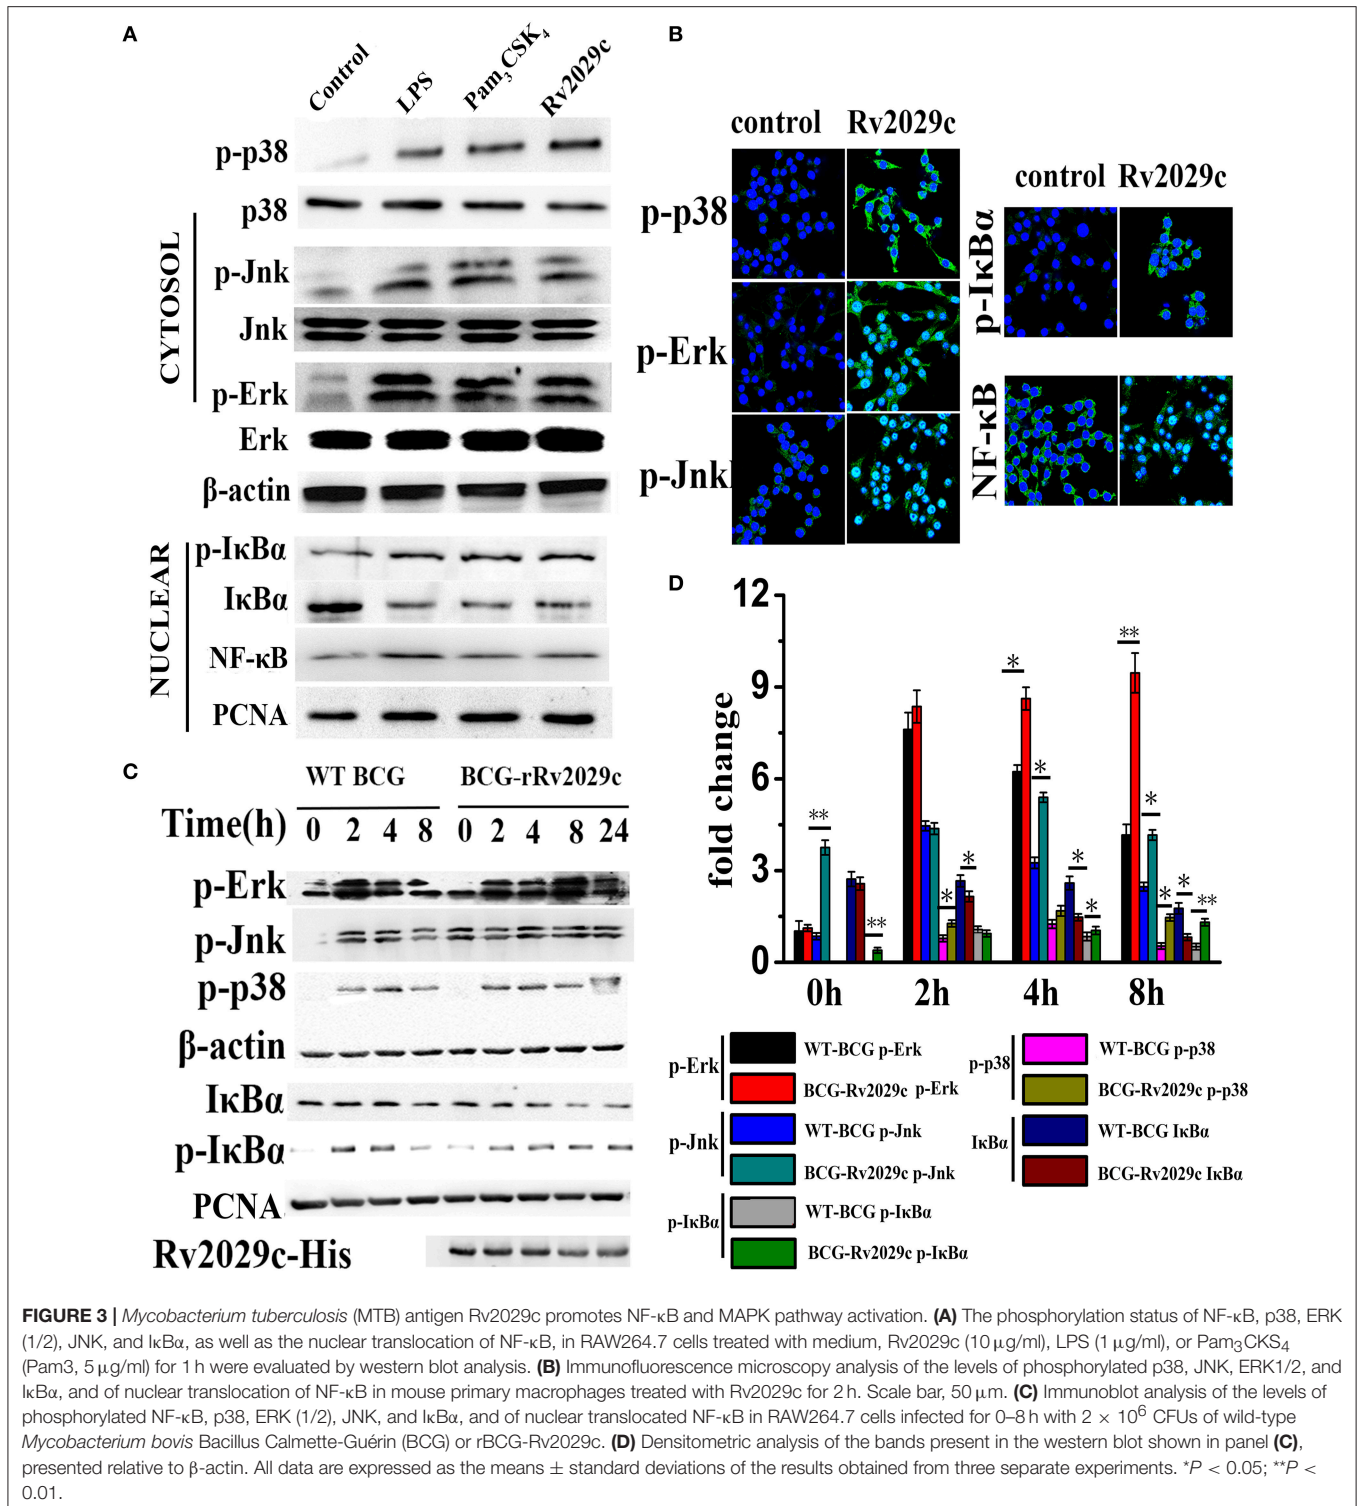 A
Control LPS Pam3CSK4 Rv2029c
CYTOSOL
p-p38
p38
p-Jnk
Jnk
p-Erk
Erk
β-actin
NUCLEAR
p-IκBα
IκBα
NF-κB
PCNA
B
control Rv2029c
p-p38
p-Erk
p-Jnk
control Rv2029c
p-IκBα
NF-κB
C
WT BCG BCG-rRv2029c
Time(h) 0 2 4 8 0 2 4 8 24
p-Erk
p-Jnk
p-p38
β-actin
IκBα
p-IκBα
PCNA
Rv2029c-His
D
fold change
12
9
6
3
0
** ** * * * * * * ** * * * **
0h 2h 4h 8h
p-Erk
WT-BCG p-Erk
BCG-Rv2029c p-Erk
p-Jnk
WT-BCG p-Jnk
BCG-Rv2029c p-Jnk
p-IκBα
WT-BCG p-IκBα
BCG-Rv2029c p-IκBα
p-p38
WT-BCG p-p38
BCG-Rv2029c p-p38
IκBα
WT-BCG IκBα
BCG-Rv2029c IκBα
FIGURE 3 | Mycobacterium tuberculosis (MTB) antigen Rv2029c promotes NF-κB and MAPK pathway activation. (A) The phosphorylation status of NF-κB, p38, ERK
(1/2), JNK, and IκBα, as well as the nuclear translocation of NF-κB, in RAW264.7 cells treated with medium, Rv2029c (10 μg/ml), LPS (1 μg/ml), or Pam3CKS4
(Pam3, 5 μg/ml) for 1 h were evaluated by western blot analysis. (B) Immunofluorescence microscopy analysis of the levels of phosphorylated p38, JNK, ERK1/2, and
IκBα, and of nuclear translocation of NF-κB in mouse primary macrophages treated with Rv2029c for 2 h. Scale bar, 50 μm. (C) Immunoblot analysis of the levels of
phosphorylated NF-κB, p38, ERK (1/2), JNK, and IκBα, and of nuclear translocated NF-κB in RAW264.7 cells infected for 0–8 h with 2 × 10⁶ CFUs of wild-type
Mycobacterium bovis Bacillus Calmette-Guérin (BCG) or rBCG-Rv2029c. (D) Densitometric analysis of the bands present in the western blot shown in panel (C),
presented relative to β-actin. All data are expressed as the means ± standard deviations of the results obtained from three separate experiments. *P < 0.05; **P <
0.01.